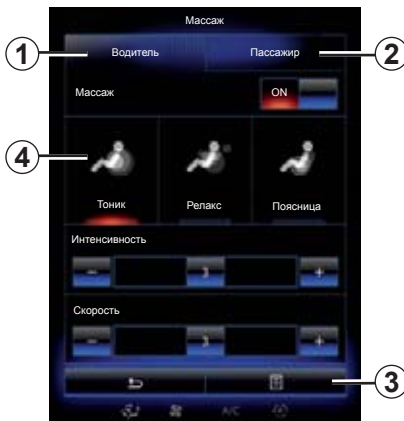 Массаж
1 Водитель Пассажир 2
Массаж ON
4
Тоник Релакс Поясница
Интенсивность
− 3 +
Скорость
− 3 +
3
A/C